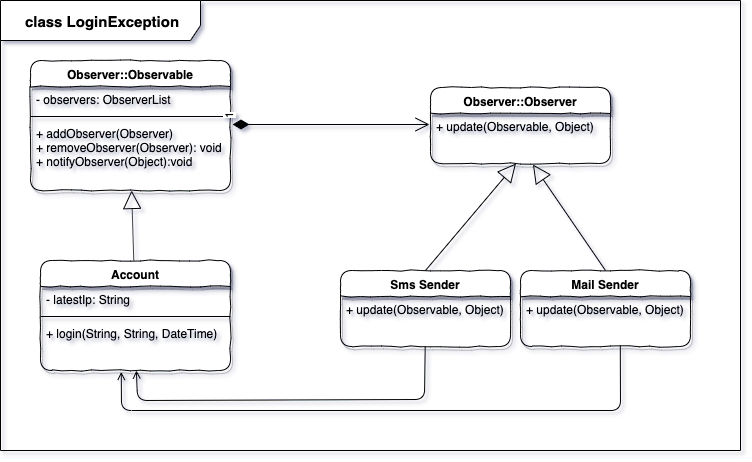 class LoginException
Observer::Observable
- observers: ObserverList
+ addObserver(Observer)
+ removeObserver(Observer): void
+ notifyObserver(Object):void
1
Observer::Observer
+ update(Observable, Object)
Account
- latestIp: String
+ login(String, String, DateTime)
Sms Sender
+ update(Observable, Object)
Mail Sender
+ update(Observable, Object)